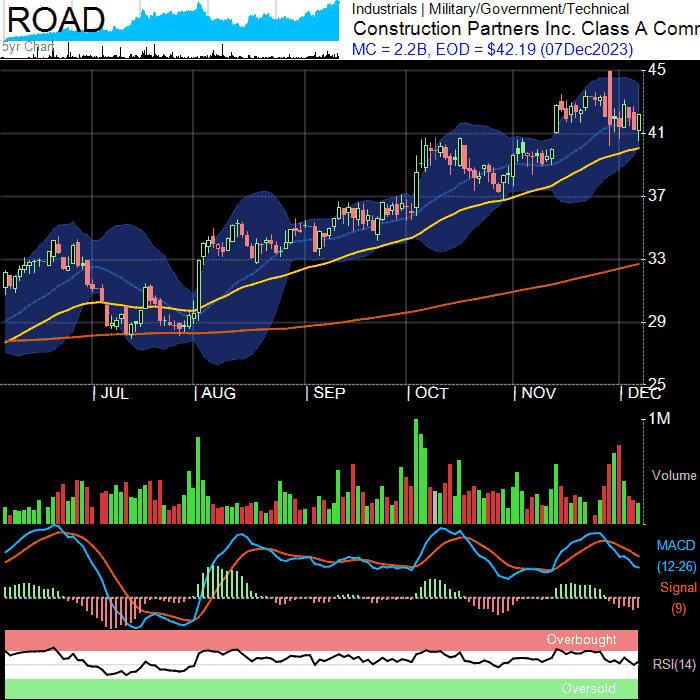 ROAD
5yr Chart
Industrials | Military/Government/Technical
Construction Partners Inc. Class A Comm
MC = 2.2B, EOD = $42.19 (07Dec2023)
45
41
37
33
29
25
| JUL
| AUG
| SEP
| OCT
| NOV
| DEC
1M
Volume
MACD
(12-26)
Signal
(9)
Overbought
RSI(14)
Oversold